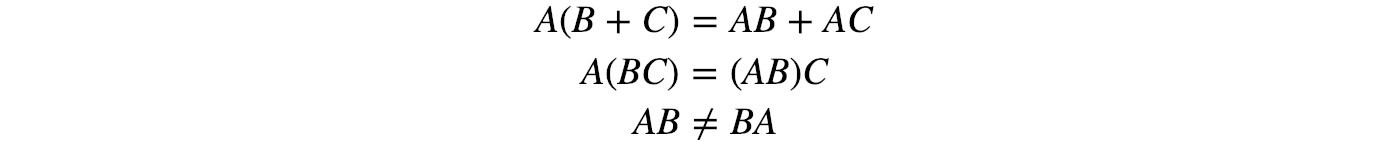 A(B + C) = AB + AC
A(BC) = (AB)C
AB ≠ BA